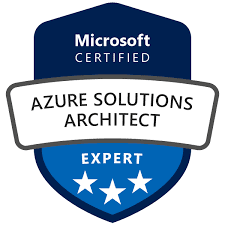 Microsoft
CERTIFIED
AZURE SOLUTIONS
ARCHITECT
EXPERT